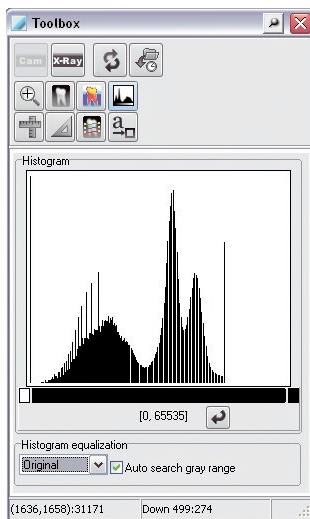 Toolbox
Cam X-Ray
a
Histogram
[0, 65535]
Histogram equalization
Original Auto search gray range
(1636,1658):31171 Down 499:274